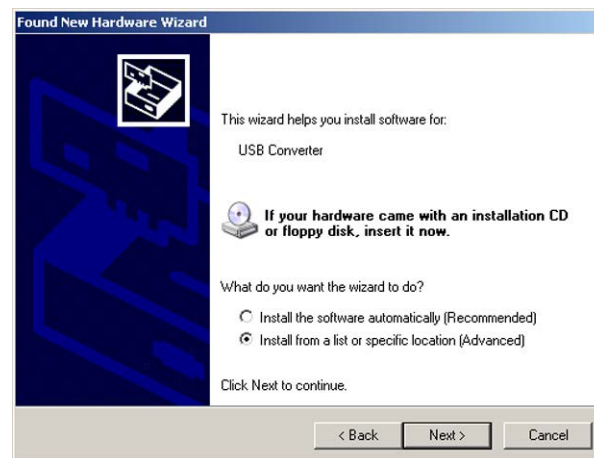 Found New Hardware Wizard
This wizard helps you install software for:
USB Converter
If your hardware came with an installation CD
or floppy disk, insert it now.
What do you want the wizard to do?
Install the software automatically (Recommended)
Install from a list or specific location (Advanced)
Click Next to continue.
< Back Next > Cancel